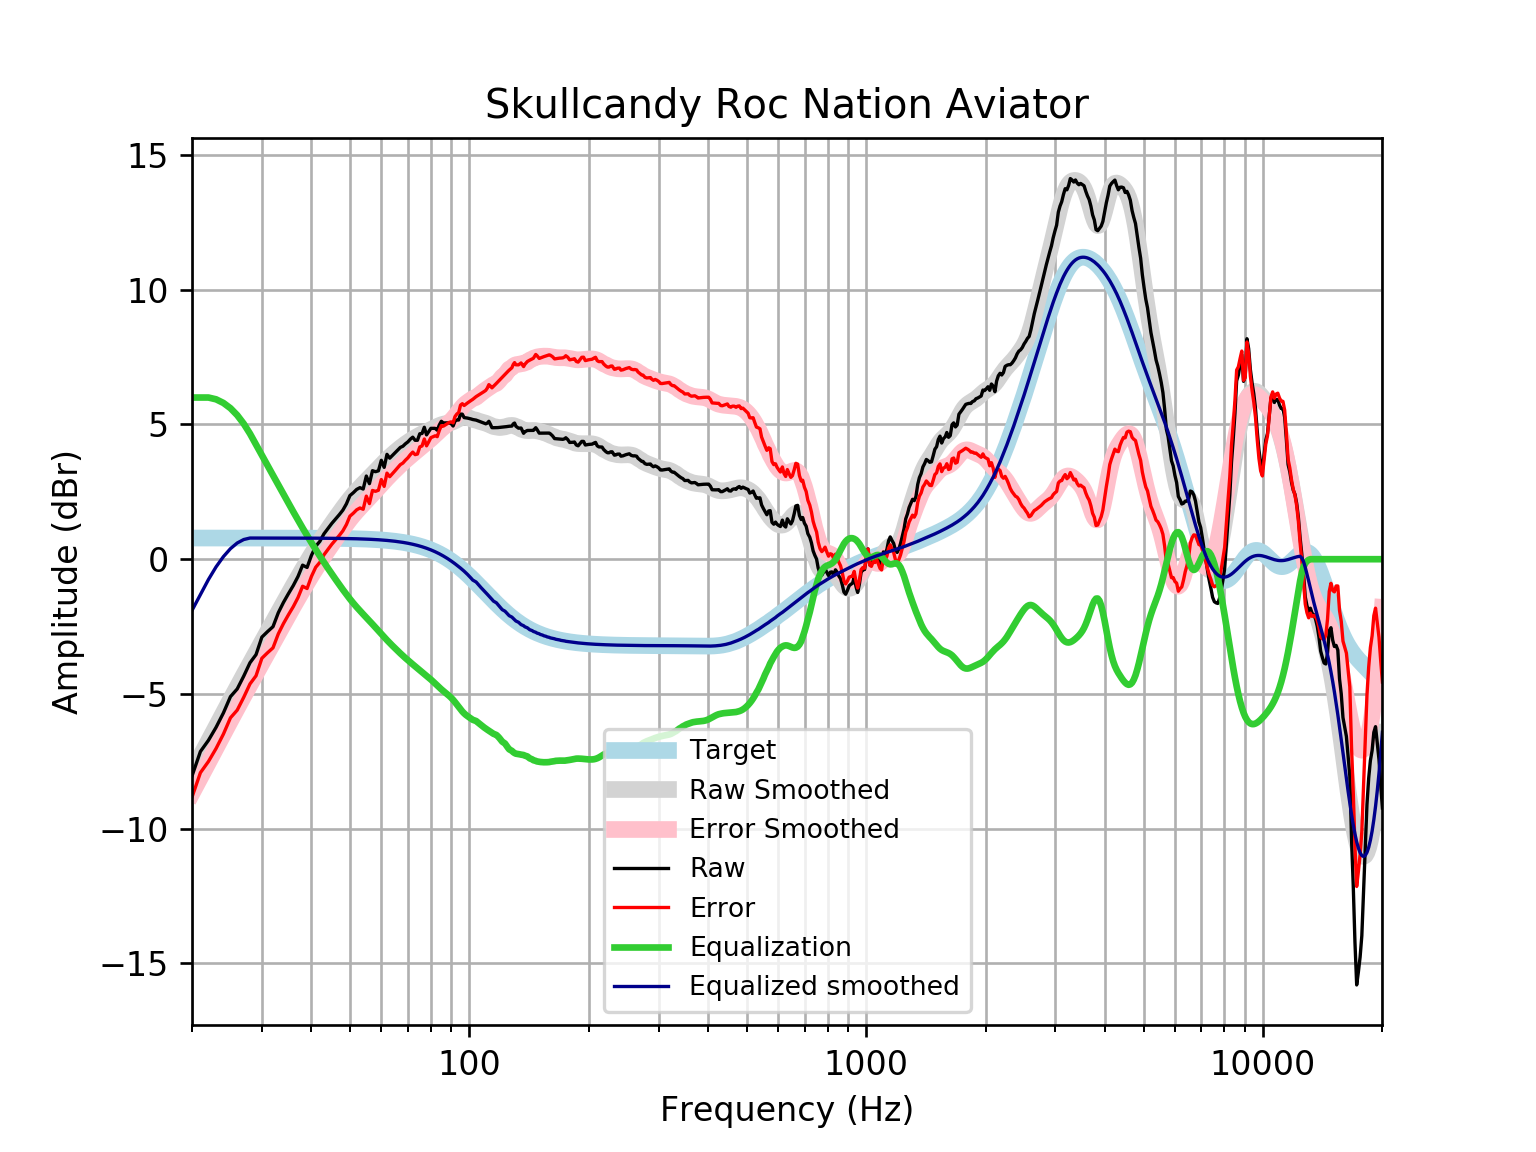 Skullcandy Roc Nation Aviator
15
10
5
0
−5
−10
−15
Amplitude (dBr)
Target
Raw Smoothed
Error Smoothed
Raw
Error
Equalization
Equalized smoothed
100 1000 10000
Frequency (Hz)